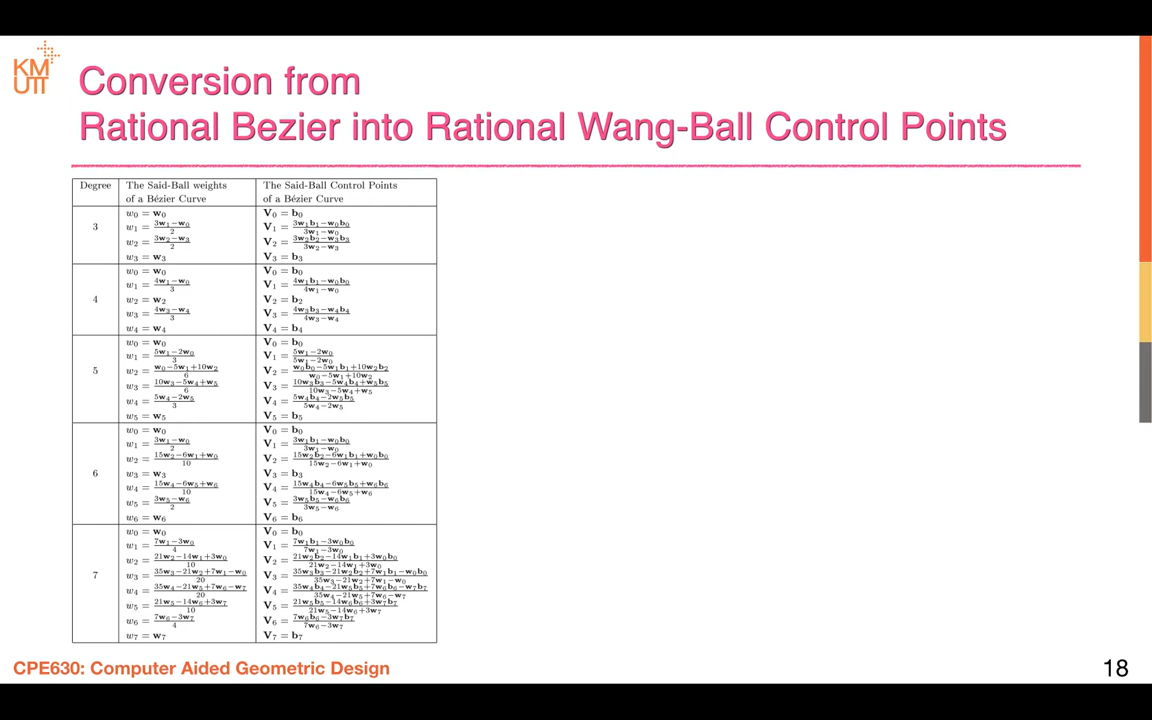 KM
UTT
Conversion from
Rational Bezier into Rational Wang-Ball Control Points
Degree The Said-Ball weights of a Bézier Curve The Said-Ball Control Points of a Bézier Curve
3
w₀ = w₀ V₀ = b₀
w₁ = (3w₁−w₀)/2 V₁ = (3w₁b₁−w₀b₀)/(3w₁−w₀)
w₂ = (3w₂−w₃)/2 V₂ = (3w₂b₂−w₃b₃)/(3w₂−w₃)
w₃ = w₃ V₃ = b₃
4
w₀ = w₀ V₀ = b₀
w₁ = (4w₁−w₀)/3 V₁ = (4w₁b₁−w₀b₀)/(4w₁−w₀)
w₂ = w₂ V₂ = b₂
w₃ = (4w₃−w₄)/3 V₃ = (4w₃b₃−w₄b₄)/(4w₃−w₄)
w₄ = w₄ V₄ = b₄
5
w₀ = w₀ V₀ = b₀
w₁ = (5w₁−2w₀)/3 V₁ = (5w₁−2w₀)/(5w₁−2w₀)
w₂ = (w₀−5w₁+10w₂)/6 V₂ = (w₀b₀−5w₁b₁+10w₂b₂)/(w₀−5w₁+10w₂)
w₃ = (10w₃−5w₄+w₅)/6 V₃ = (10w₃b₃−5w₄b₄+w₅b₅)/(10w₃−5w₄+w₅)
w₄ = (5w₄−2w₅)/3 V₄ = (5w₄b₄−2w₅b₅)/(5w₄−2w₅)
w₅ = w₅ V₅ = b₅
6
w₀ = w₀ V₀ = b₀
w₁ = (3w₁−w₀)/2 V₁ = (3w₁b₁−w₀b₀)/(3w₁−w₀)
w₂ = (15w₂−6w₁+w₀)/10 V₂ = (15w₂b₂−6w₁b₁+w₀b₀)/(15w₂−6w₁+w₀)
w₃ = w₃ V₃ = b₃
w₄ = (15w₄−6w₅+w₆)/10 V₄ = (15w₄b₄−6w₅b₅+w₆b₆)/(15w₄−6w₅+w₆)
w₅ = (3w₅−w₆)/2 V₅ = (3w₅b₅−w₆b₆)/(3w₅−w₆)
w₆ = w₆ V₆ = b₆
7
w₀ = w₀ V₀ = b₀
w₁ = (7w₁−3w₀)/4 V₁ = (7w₁b₁−3w₀b₀)/(7w₁−3w₀)
w₂ = (21w₂−14w₁+3w₀)/10 V₂ = (21w₂b₂−14w₁b₁+3w₀b₀)/(21w₂−14w₁+3w₀)
w₃ = (35w₃−21w₂+7w₁−w₀)/20 V₃ = (35w₃b₃−21w₂b₂+7w₁b₁−w₀b₀)/(35w₃−21w₂+7w₁−w₀)
w₄ = (35w₄−21w₅+7w₆−w₇)/20 V₄ = (35w₄b₄−21w₅b₅+7w₆b₆−w₇b₇)/(35w₄−21w₅+7w₆−w₇)
w₅ = (21w₅−14w₆+3w₇)/10 V₅ = (21w₅b₅−14w₆b₆+3w₇b₇)/(21w₅−14w₆+3w₇)
w₆ = (7w₆−3w₇)/4 V₆ = (7w₆b₆−3w₇b₇)/(7w₆−3w₇)
w₇ = w₇ V₇ = b₇
CPE630: Computer Aided Geometric Design
18